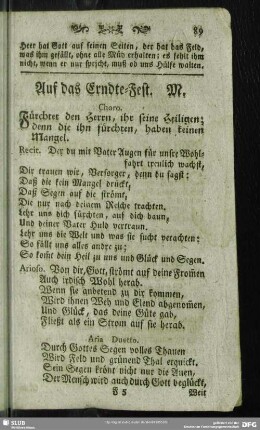 89
Herr hat Gott auf seinen Seiten, der hat das Feld,
was ihm gefällt, ohne alle Müh erhalten; es fehlt ihm
nicht, wenn er nur spricht, muß ob uns Hülfe walten.
Auf das Erndte-Fest. M.
Choro.
Fürchtet den Herrn, ihr seine Heiligen;
denn die ihn fürchten, haben keinen
Mangel.
Recit. Der du mit Vater Augen für unser Wohl-
fahrt treulich wachst,
Dir trauen wir, Versorger, denn du sagst:
Daß die kein Mangel drückt,
Daß Segen auf die strömt,
Die nur nach deinem Reiche trachten.
Lehr uns dich fürchten, auf dich baun,
Und deiner Vater Huld vertraun.
Lehr uns die Welt und was sie sucht verachten:
So fällt uns alles andre zu;
So kommt dein Heil zu uns und Glück und Segen.
Arioso. Von dir, Gott, strömt auf deine Fromen
Auch irdisch Wohl herab.
Wenn sie anbetend zu dir kommen,
Wird ihnen Weh und Elend abgenommen,
Und Glück, das deine Güte gab,
Fließt als ein Strom auf sie herab.
Aria Duetto.
Durch Gottes Segen volles Thauen
Wird Feld und grünend Thal erquickt.
Sein Segen krönt nicht nur die Auen,
Der Mensch wird auch durch Gott beglückt,
F 5 Weit
SLUB
DFG